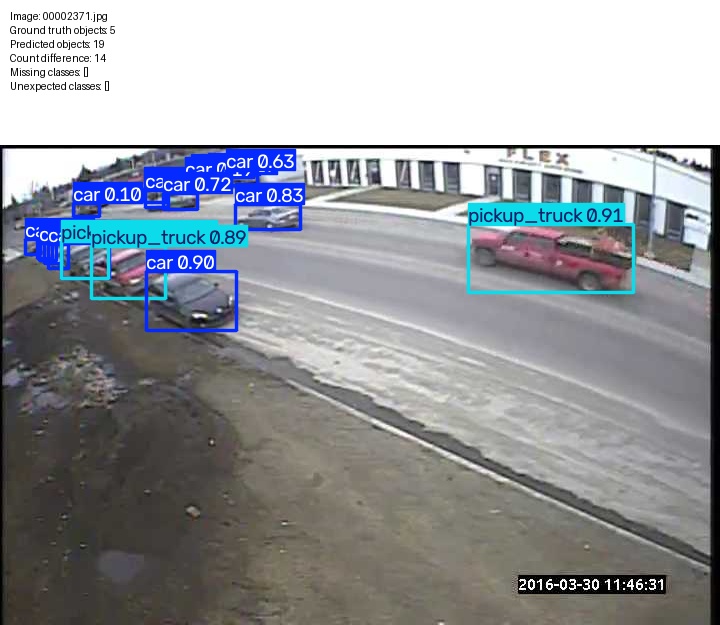 Image: 00002371.jpg
Ground truth objects: 5
Predicted objects: 19
Count difference: 14
Missing classes: []
Unexpected classes: []
FLEX
car 0.63
car 0.72
car 0.10
car 0.83
pickup_truck 0.91
pickup_truck 0.89
car 0.90
2016-03-30 11:46:31